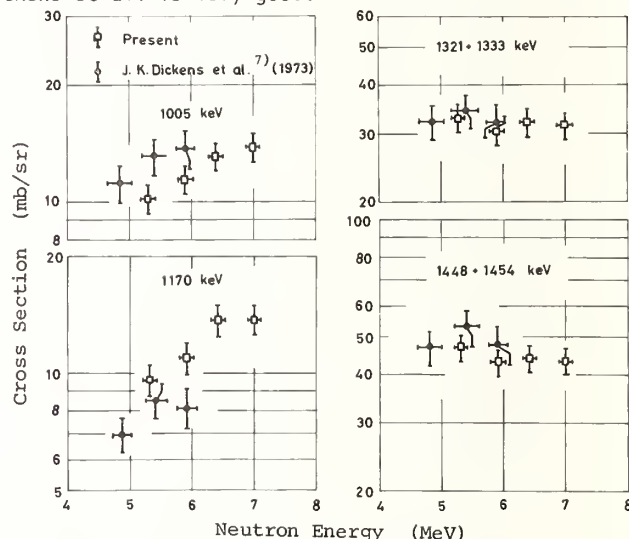 Present
J. K. Dickens et al. 7) (1973)
1005 keV
1321+1333 keV
1170 keV
1448 + 1454 keV
Cross Section (mb/sr)
30
20
10
8
60
50
40
30
20
20
10
9
8
7
6
5
100
80
60
50
40
30
20
4 5 6 7 8
4 5 6 7 8
Neutron Energy (MeV)